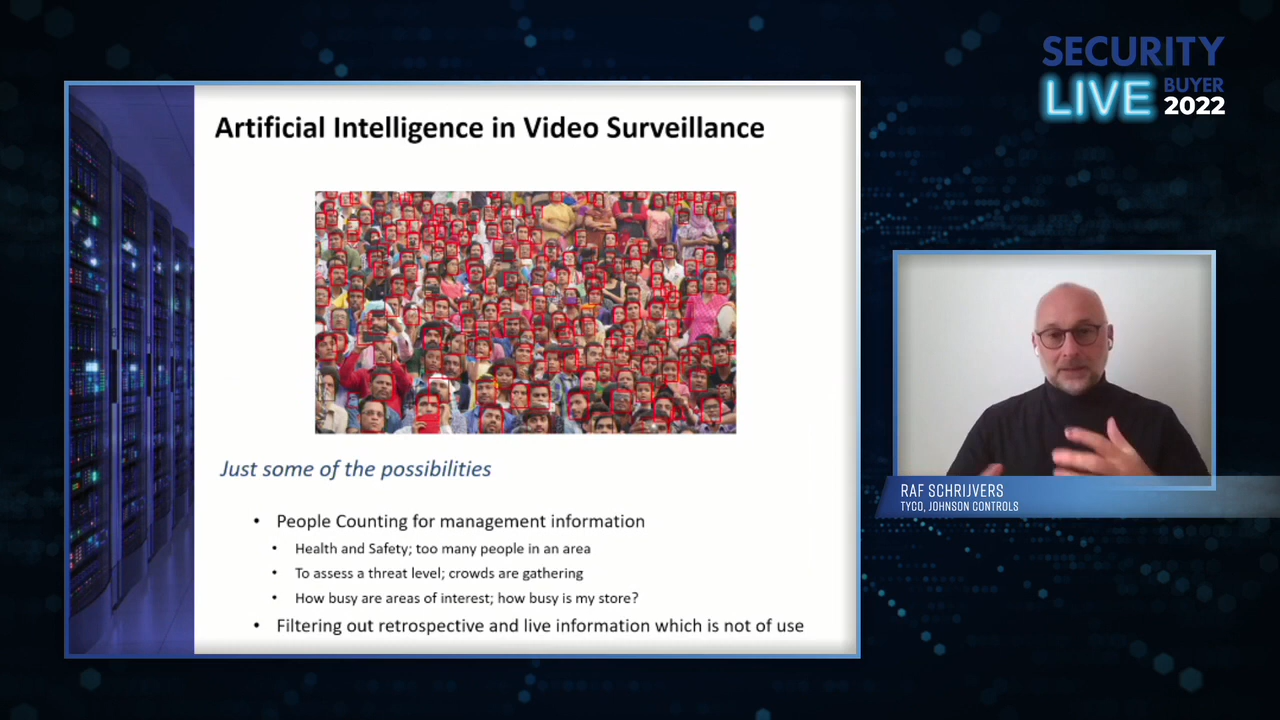 SECURITY
LIVE BUYER
2022
Artificial Intelligence in Video Surveillance
Just some of the possibilities
• People Counting for management information
• Health and Safety; too many people in an area
• To assess a threat level; crowds are gathering
• How busy are areas of interest; how busy is my store?
• Filtering out retrospective and live information which is not of use
RAF SCHRIJVERS
TYCO, JOHNSON CONTROLS